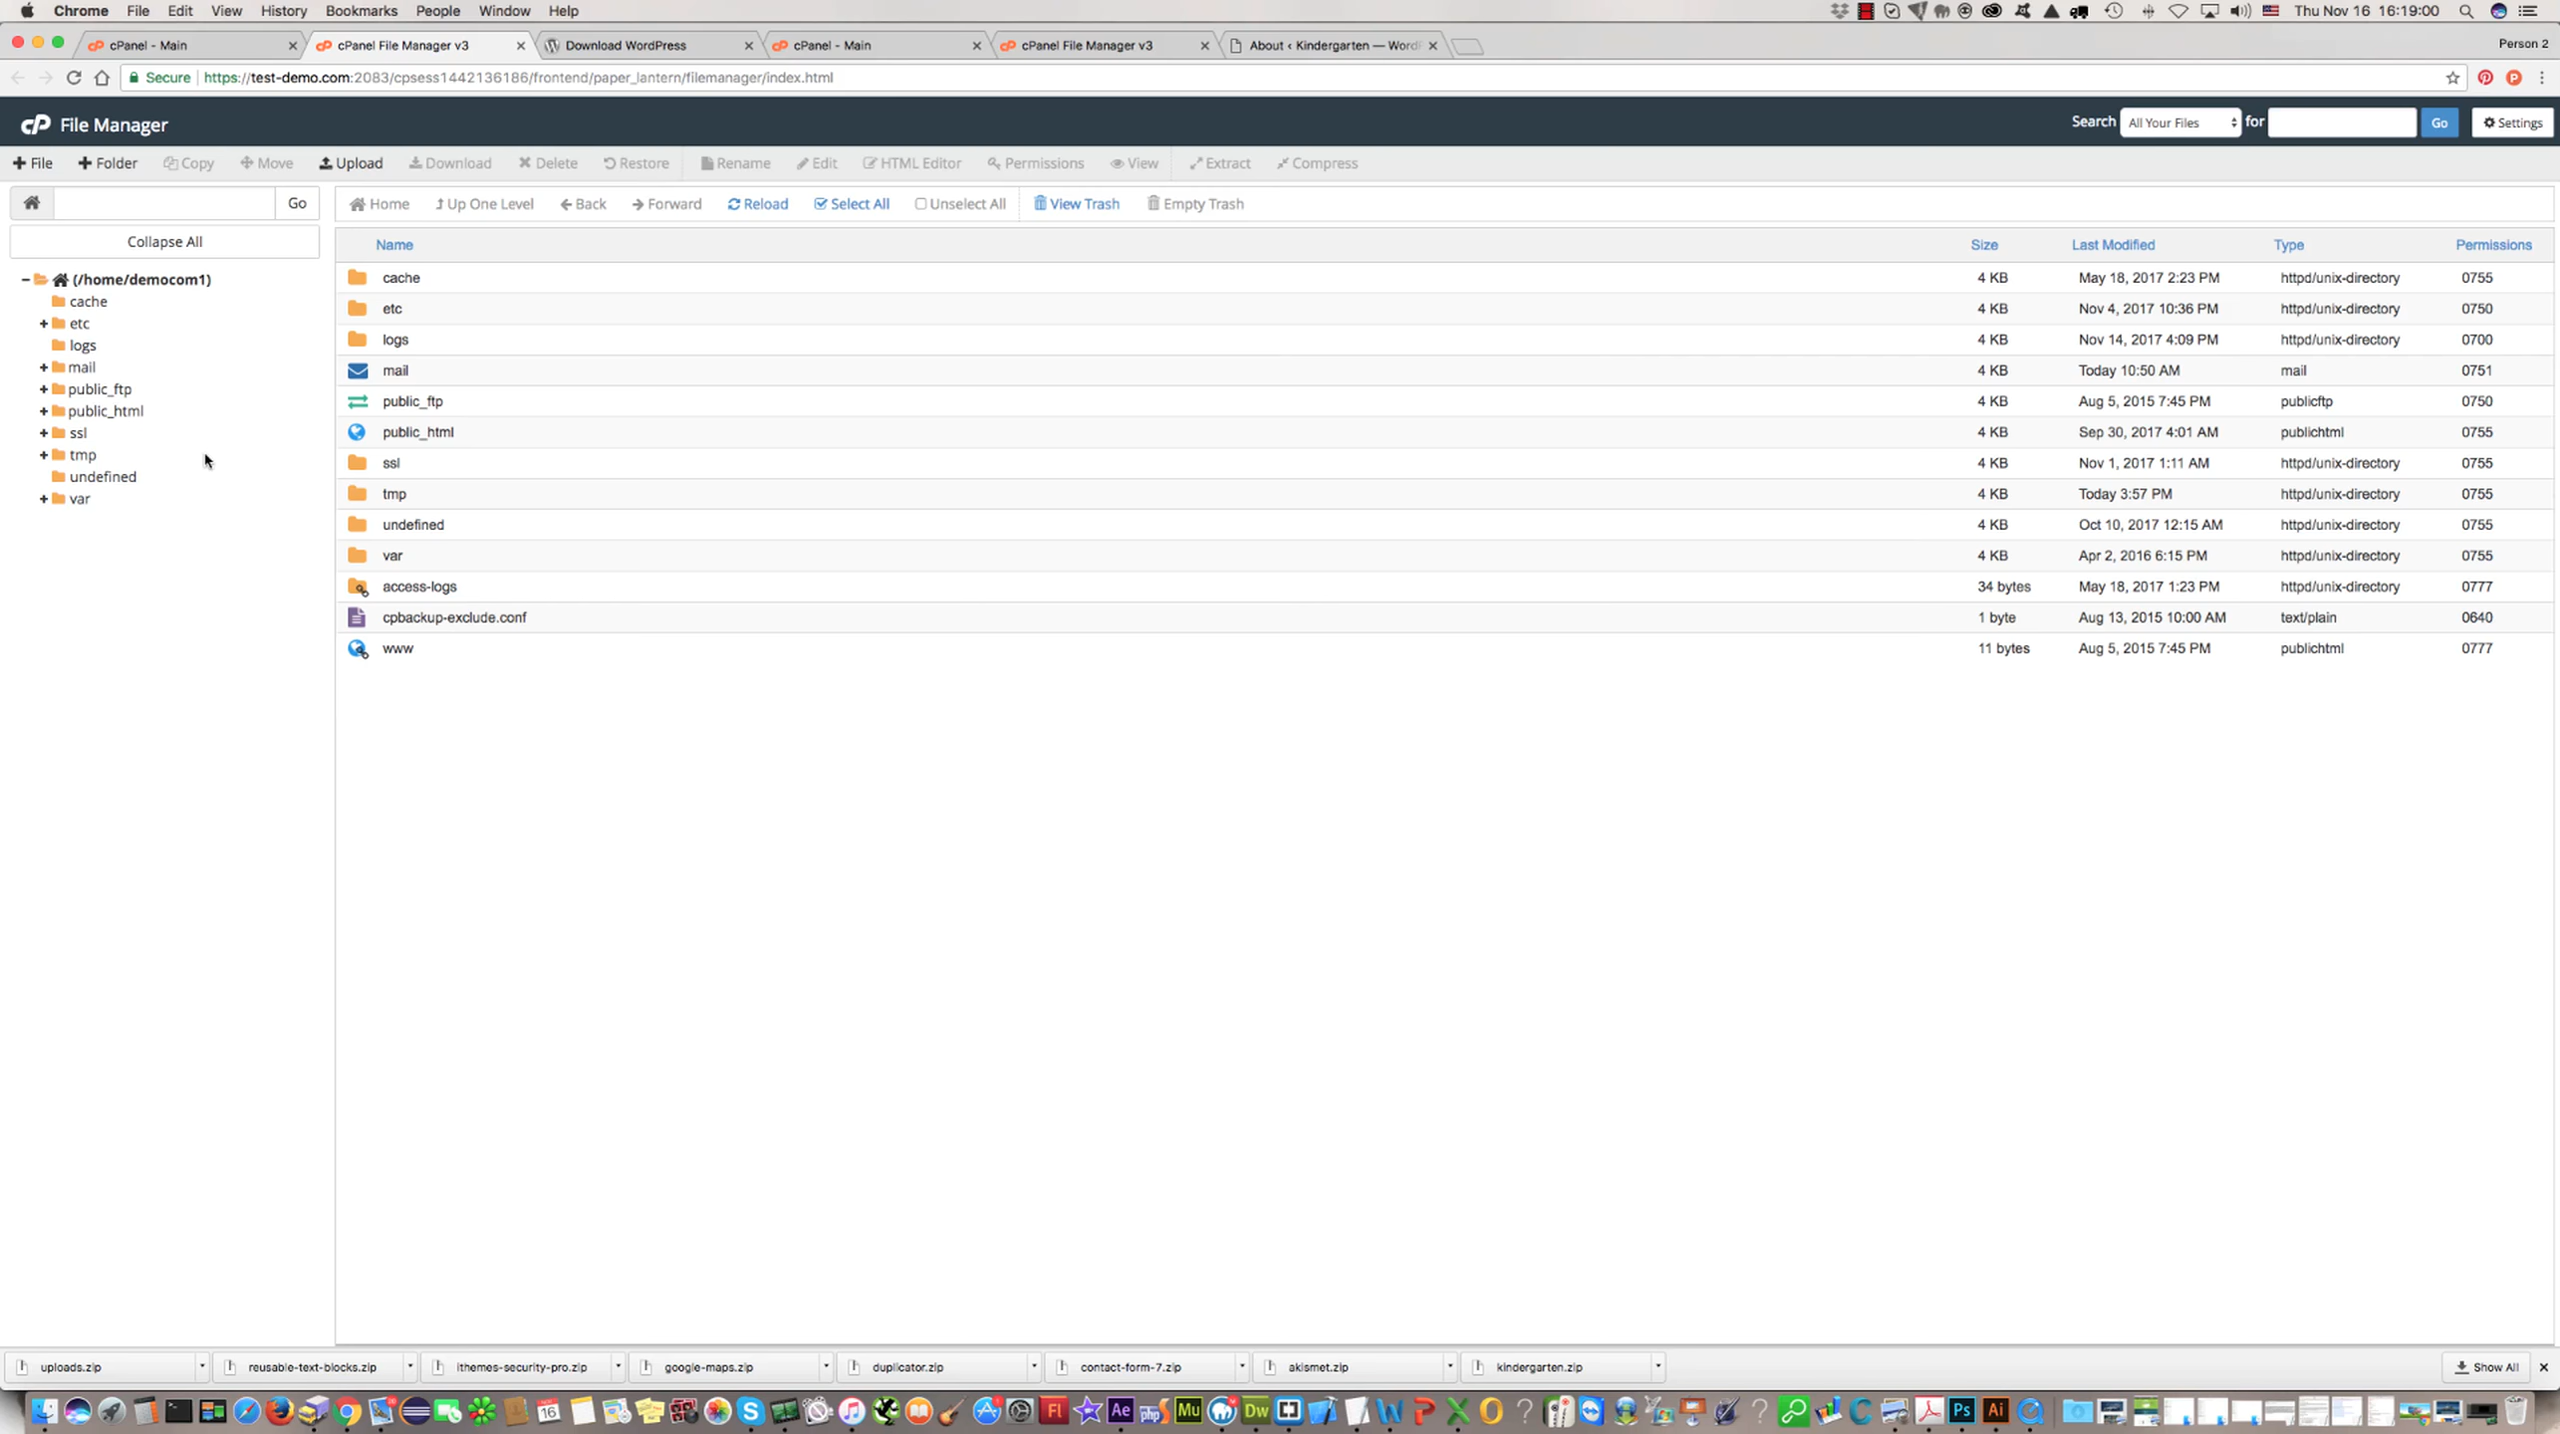 Chrome File Edit View History Bookmarks People Window Help Thu Nov 16 16:19:00
cPanel - Main cPanel File Manager v3 Download WordPress cPanel - Main cPanel File Manager v3 About ‹ Kindergarten — Word Person 2
Secure https://test-demo.com:2083/cpsess1442136186/frontend/paper_lantern/filemanager/index.html
cP File Manager Search All Your Files for Go Settings
File Folder Copy Move Upload Download Delete Restore Rename Edit HTML Editor Permissions View Extract Compress
Go Home Up One Level Back Forward Reload Select All Unselect All View Trash Empty Trash
Collapse All
Name Size Last Modified Type Permissions
(/home/democom1)
cache
etc
logs
mail
public_ftp
public_html
ssl
tmp
undefined
var
cache 4 KB May 18, 2017 2:23 PM httpd/unix-directory 0755
etc 4 KB Nov 4, 2017 10:36 PM httpd/unix-directory 0750
logs 4 KB Nov 14, 2017 4:09 PM httpd/unix-directory 0700
mail 4 KB Today 10:50 AM mail 0751
public_ftp 4 KB Aug 5, 2015 7:45 PM publicftp 0750
public_html 4 KB Sep 30, 2017 4:01 AM publichtml 0755
ssl 4 KB Nov 1, 2017 1:11 AM httpd/unix-directory 0755
tmp 4 KB Today 3:57 PM httpd/unix-directory 0755
undefined 4 KB Oct 10, 2017 12:15 AM httpd/unix-directory 0755
var 4 KB Apr 2, 2016 6:15 PM httpd/unix-directory 0755
access-logs 34 bytes May 18, 2017 1:23 PM httpd/unix-directory 0777
cpbackup-exclude.conf 1 byte Aug 13, 2015 10:00 AM text/plain 0640
www 11 bytes Aug 5, 2015 7:45 PM publichtml 0777
uploads.zip reusable-text-blocks.zip ithemes-security-pro.zip google-maps.zip duplicator.zip contact-form-7.zip akismet.zip kindergarten.zip Show All
16 Fl Ae php Mu Dw Ps Ai